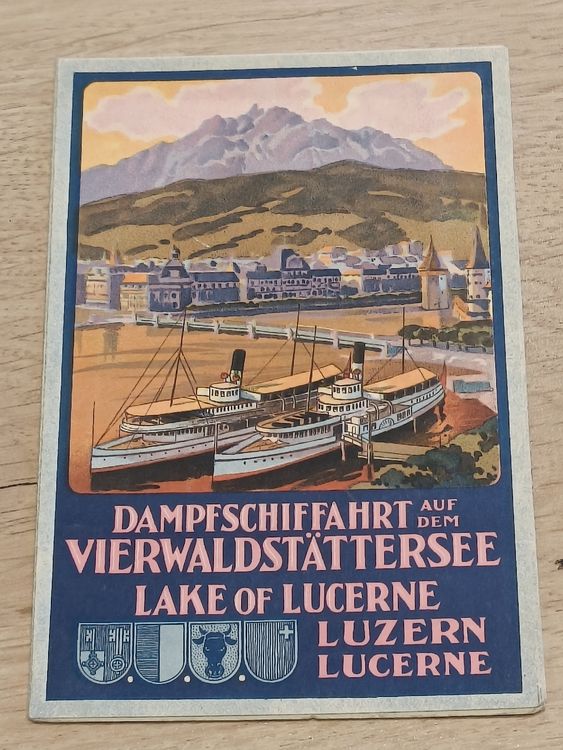 DAMPFSCHIFFAHRT AUF DEM
VIERWALDSTÄTTERSEE
LAKE OF LUCERNE
LUZERN
LUCERNE